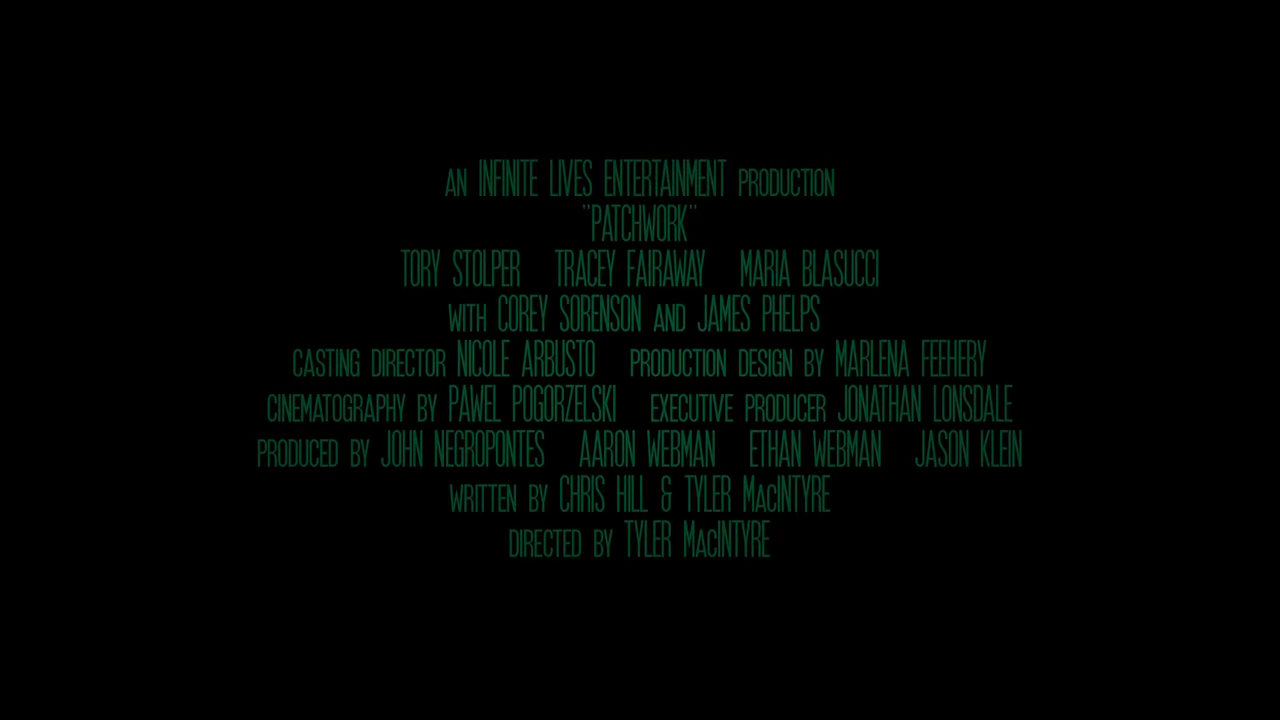 AN INFINITE LIVES ENTERTAINMENT PRODUCTION
"PATCHWORK"
TORY STOLPER TRACEY FAIRAWAY MARIA BLASUCCI
WITH COREY SORENSON AND JAMES PHELPS
CASTING DIRECTOR NICOLE ARBUSTO PRODUCTION DESIGN BY MARLENA FEEHERY
CINEMATOGRAPHY BY PAWEL POGORZELSKI EXECUTIVE PRODUCER JONATHAN LONSDALE
PRODUCED BY JOHN NEGROPONTES AARON WEBMAN ETHAN WEBMAN JASON KLEIN
WRITTEN BY CHRIS HILL & TYLER MacINTYRE
DIRECTED BY TYLER MacINTYRE